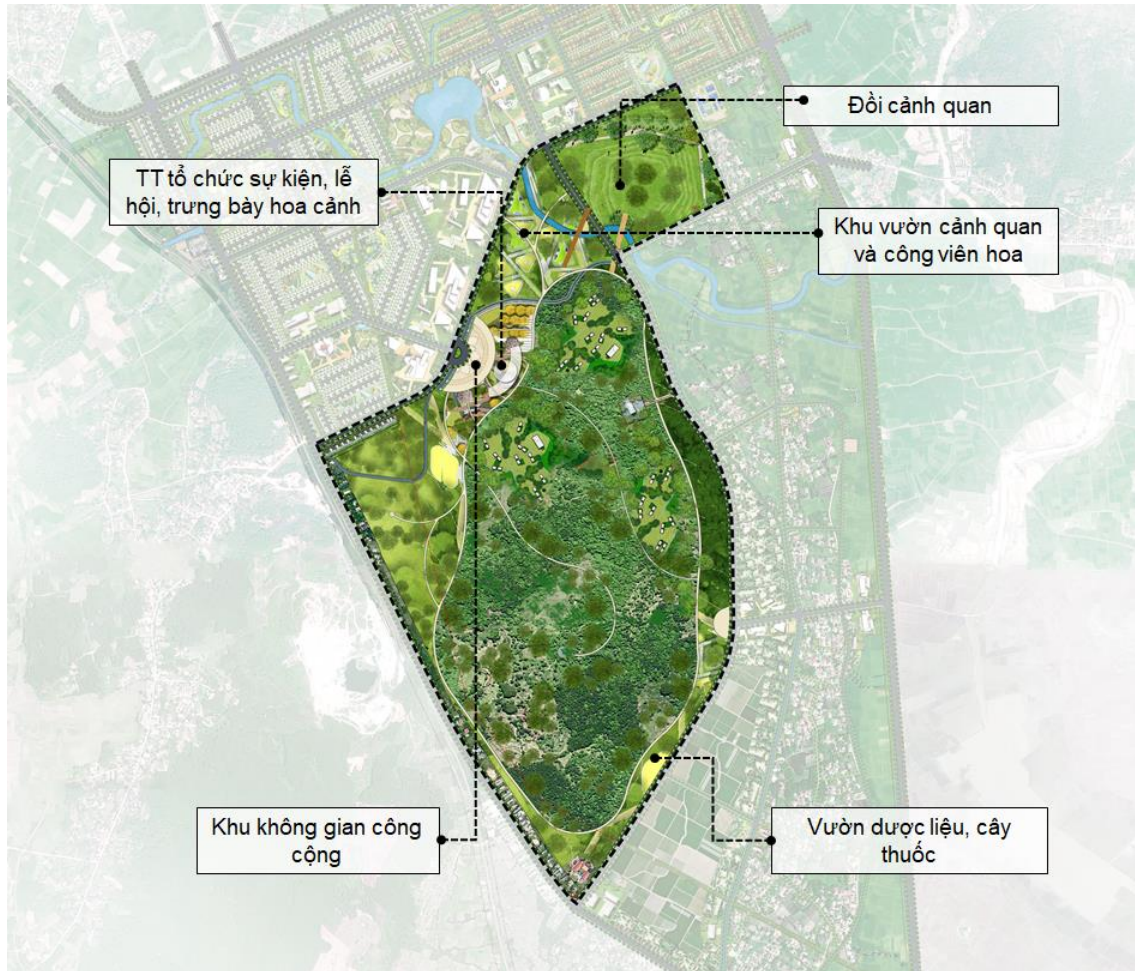 Đồi cảnh quan
TT tổ chức sự kiện, lễ
hội, trưng bày hoa cảnh
Khu vườn cảnh quan
và công viên hoa
Khu không gian công
cộng
Vườn dược liệu, cây
thuốc